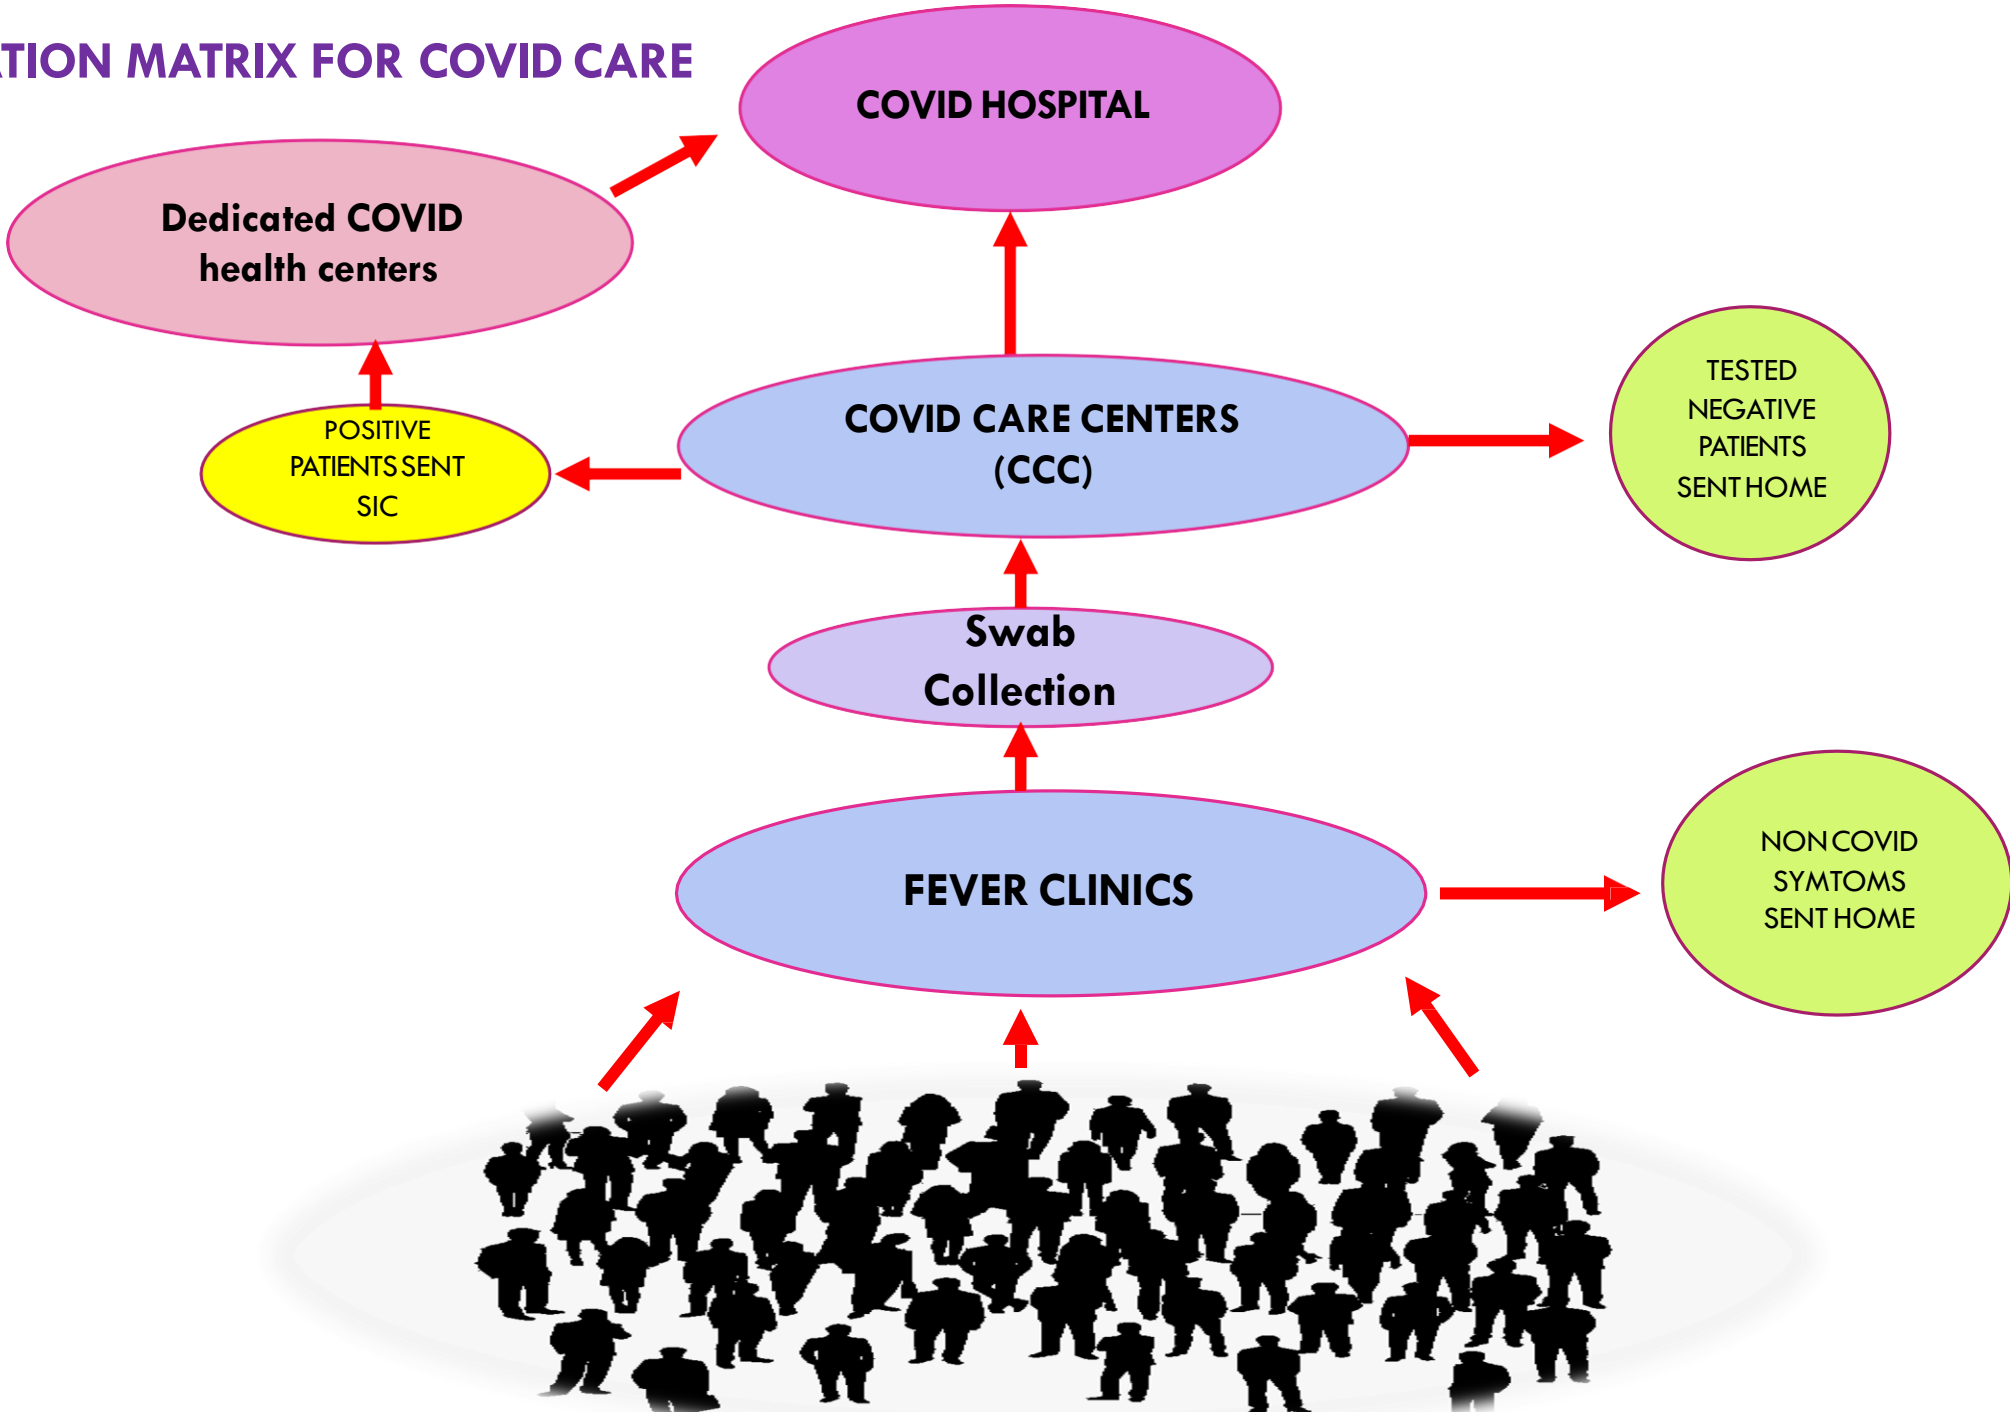 ATION MATRIX FOR COVID CARE
COVID HOSPITAL
Dedicated COVID
health centers
TESTED
NEGATIVE
PATIENTS
SENT HOME
COVID CARE CENTERS
(CCC)
POSITIVE
PATIENTS SENT
SIC
Swab
Collection
NON COVID
SYMTOMS
SENT HOME
FEVER CLINICS